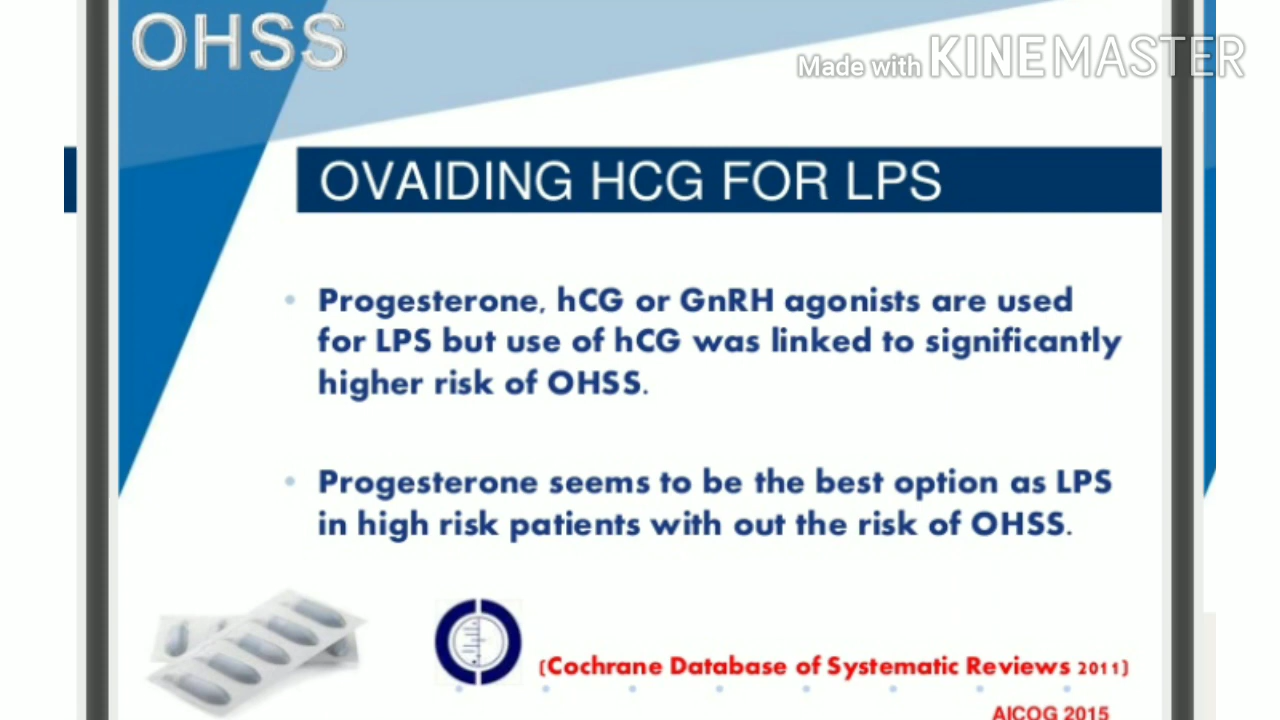 OHSS
Made with KINEMASTER
OVAIDING HCG FOR LPS
• Progesterone, hCG or GnRH agonists are used
for LPS but use of hCG was linked to significantly
higher risk of OHSS.
• Progesterone seems to be the best option as LPS
in high risk patients with out the risk of OHSS.
(Cochrane Database of Systematic Reviews 2011)
AICOG 2015